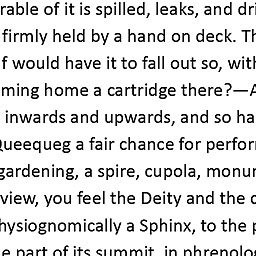 rable of it is spilled, leaks, and dri
firmly held by a hand on deck. Th
f would have it to fall out so, with
ming home a cartridge there?—A
inwards and upwards, and so ha
Queequeg a fair chance for perfor
gardening, a spire, cupola, monum
view, you feel the Deity and the d
hysiognomically a Sphinx, to the p
e part of its summit, in phrenolog